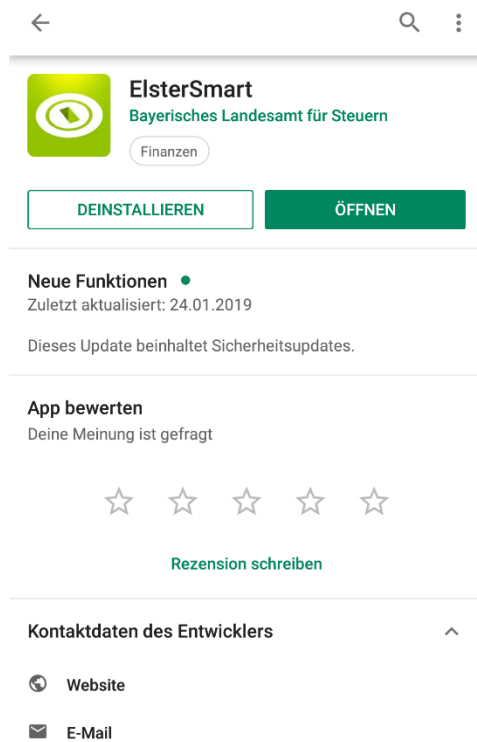 ElsterSmart
Bayerisches Landesamt für Steuern
Finanzen
DEINSTALLIEREN
ÖFFNEN
Neue Funktionen
Zuletzt aktualisiert: 24.01.2019
Dieses Update beinhaltet Sicherheitsupdates.
App bewerten
Deine Meinung ist gefragt
Rezension schreiben
Kontaktdaten des Entwicklers
Website
E-Mail